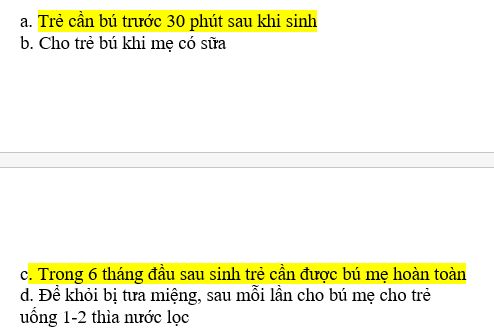 a. Trẻ cần bú trước 30 phút sau khi sinh
b. Cho trẻ bú khi mẹ có sữa
c. Trong 6 tháng đầu sau sinh trẻ cần được bú mẹ hoàn toàn
d. Để khỏi bị tưa miệng, sau mỗi lần cho bú mẹ cho trẻ
uống 1-2 thìa nước lọc